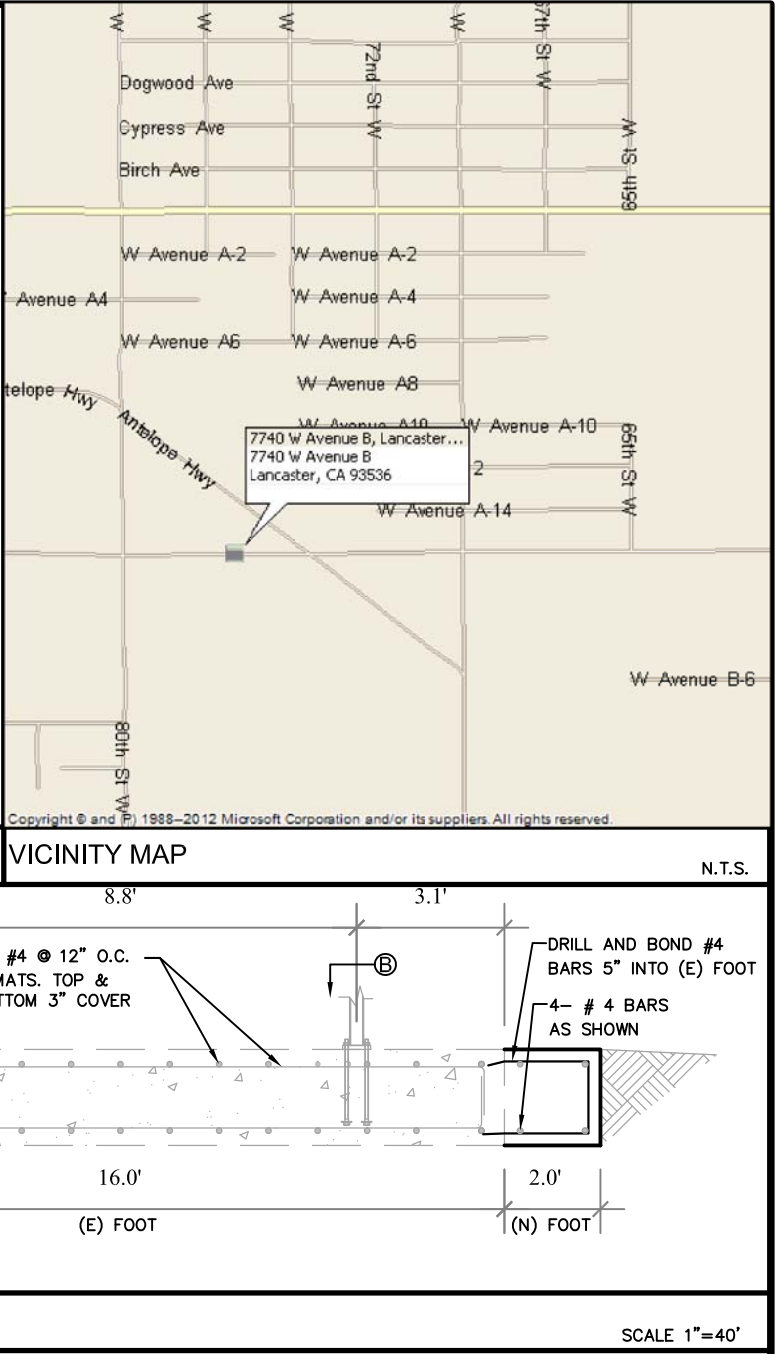 W
W
W
W
67th St W
72nd St W
Dogwood Ave
Cypress Ave
Birch Ave
65th St W
W Avenue A-2
W Avenue A-2
Avenue A4
W Avenue A-4
W Avenue A6
W Avenue A-6
telope Hwy
W Avenue A8
Antelope Hwy
W Avenue A10
W Avenue A-10
65th St W
7740 W Avenue B, Lancaster...
7740 W Avenue B
Lancaster, CA 93536
2
W Avenue A-14
W Avenue B-6
80th St W
Copyright © and (P) 1988–2012 Microsoft Corporation and/or its suppliers. All rights reserved.
VICINITY MAP
N.T.S.
8.8'
3.1'
#4 @ 12" O.C.
MATS. TOP &
TTOM 3" COVER
B
DRILL AND BOND #4
BARS 5" INTO (E) FOOT
4– # 4 BARS
AS SHOWN
16.0'
2.0'
(E) FOOT
(N) FOOT
SCALE 1"=40'